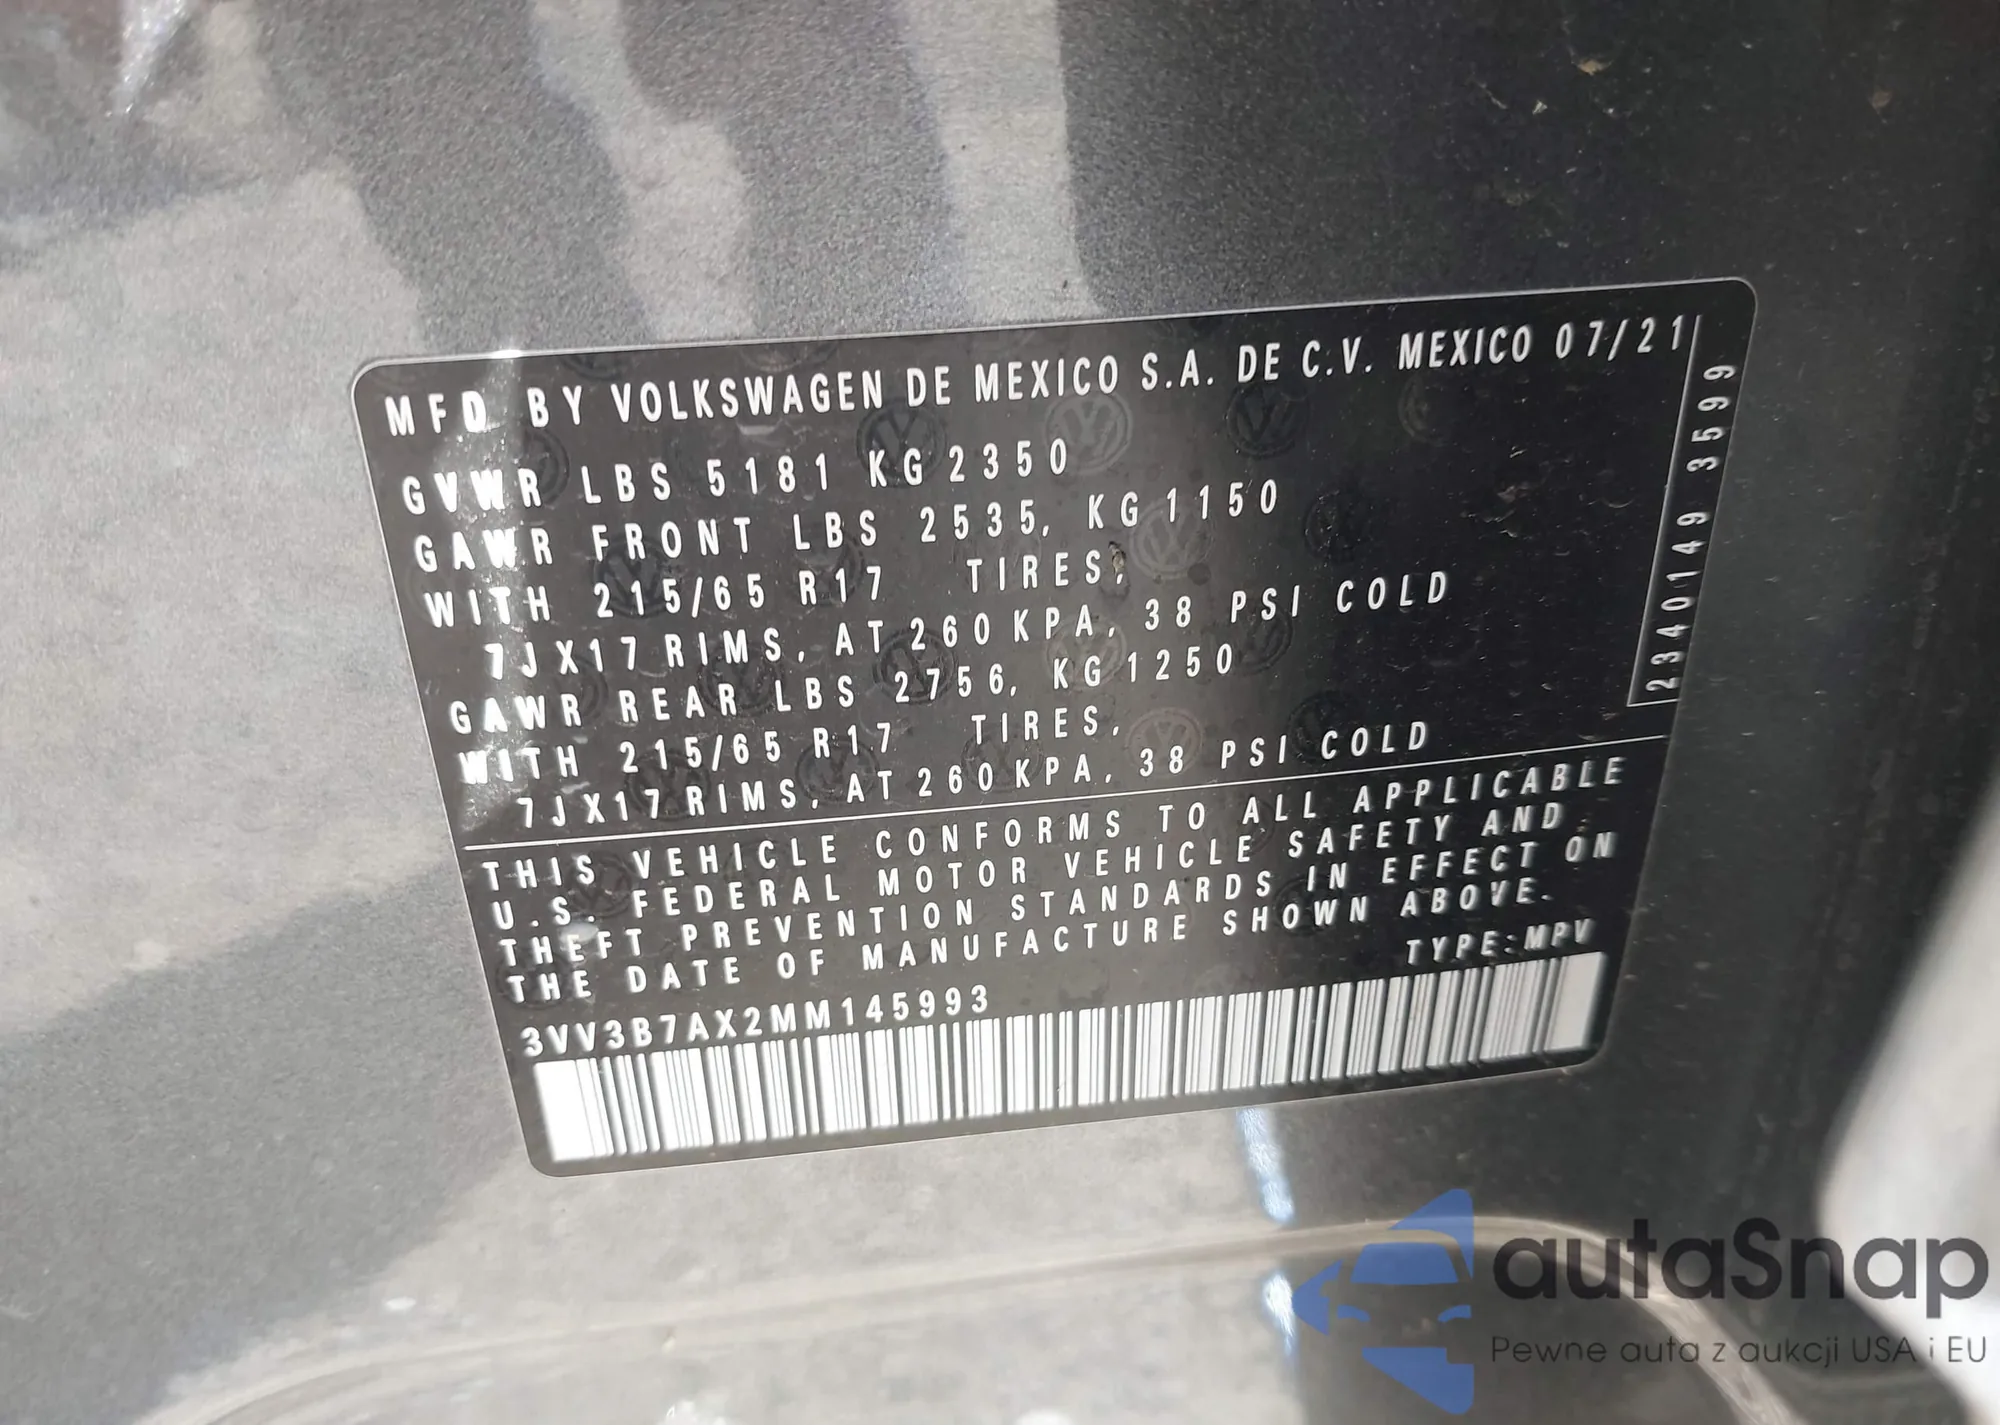 MFD BY VOLKSWAGEN DE MEXICO S.A. DE C.V. MEXICO 07/21
GVWR LBS 5181 KG 2350
GAWR FRONT LBS 2535, KG 1150
WITH 215/65 R17 TIRES,
7JX17 RIMS, AT 260 KPA, 38 PSI COLD
GAWR REAR LBS 2756, KG 1250
WITH 215/65 R17 TIRES,
7JX17 RIMS, AT 260 KPA, 38 PSI COLD
2340149 3599
THIS VEHICLE CONFORMS TO ALL APPLICABLE
U.S. FEDERAL MOTOR VEHICLE SAFETY AND
THEFT PREVENTION STANDARDS IN EFFECT ON
THE DATE OF MANUFACTURE SHOWN ABOVE.
TYPE:MPV
3VV3B7AX2MM145993
autaSnap
Pewne auta z aukcji USA i EU